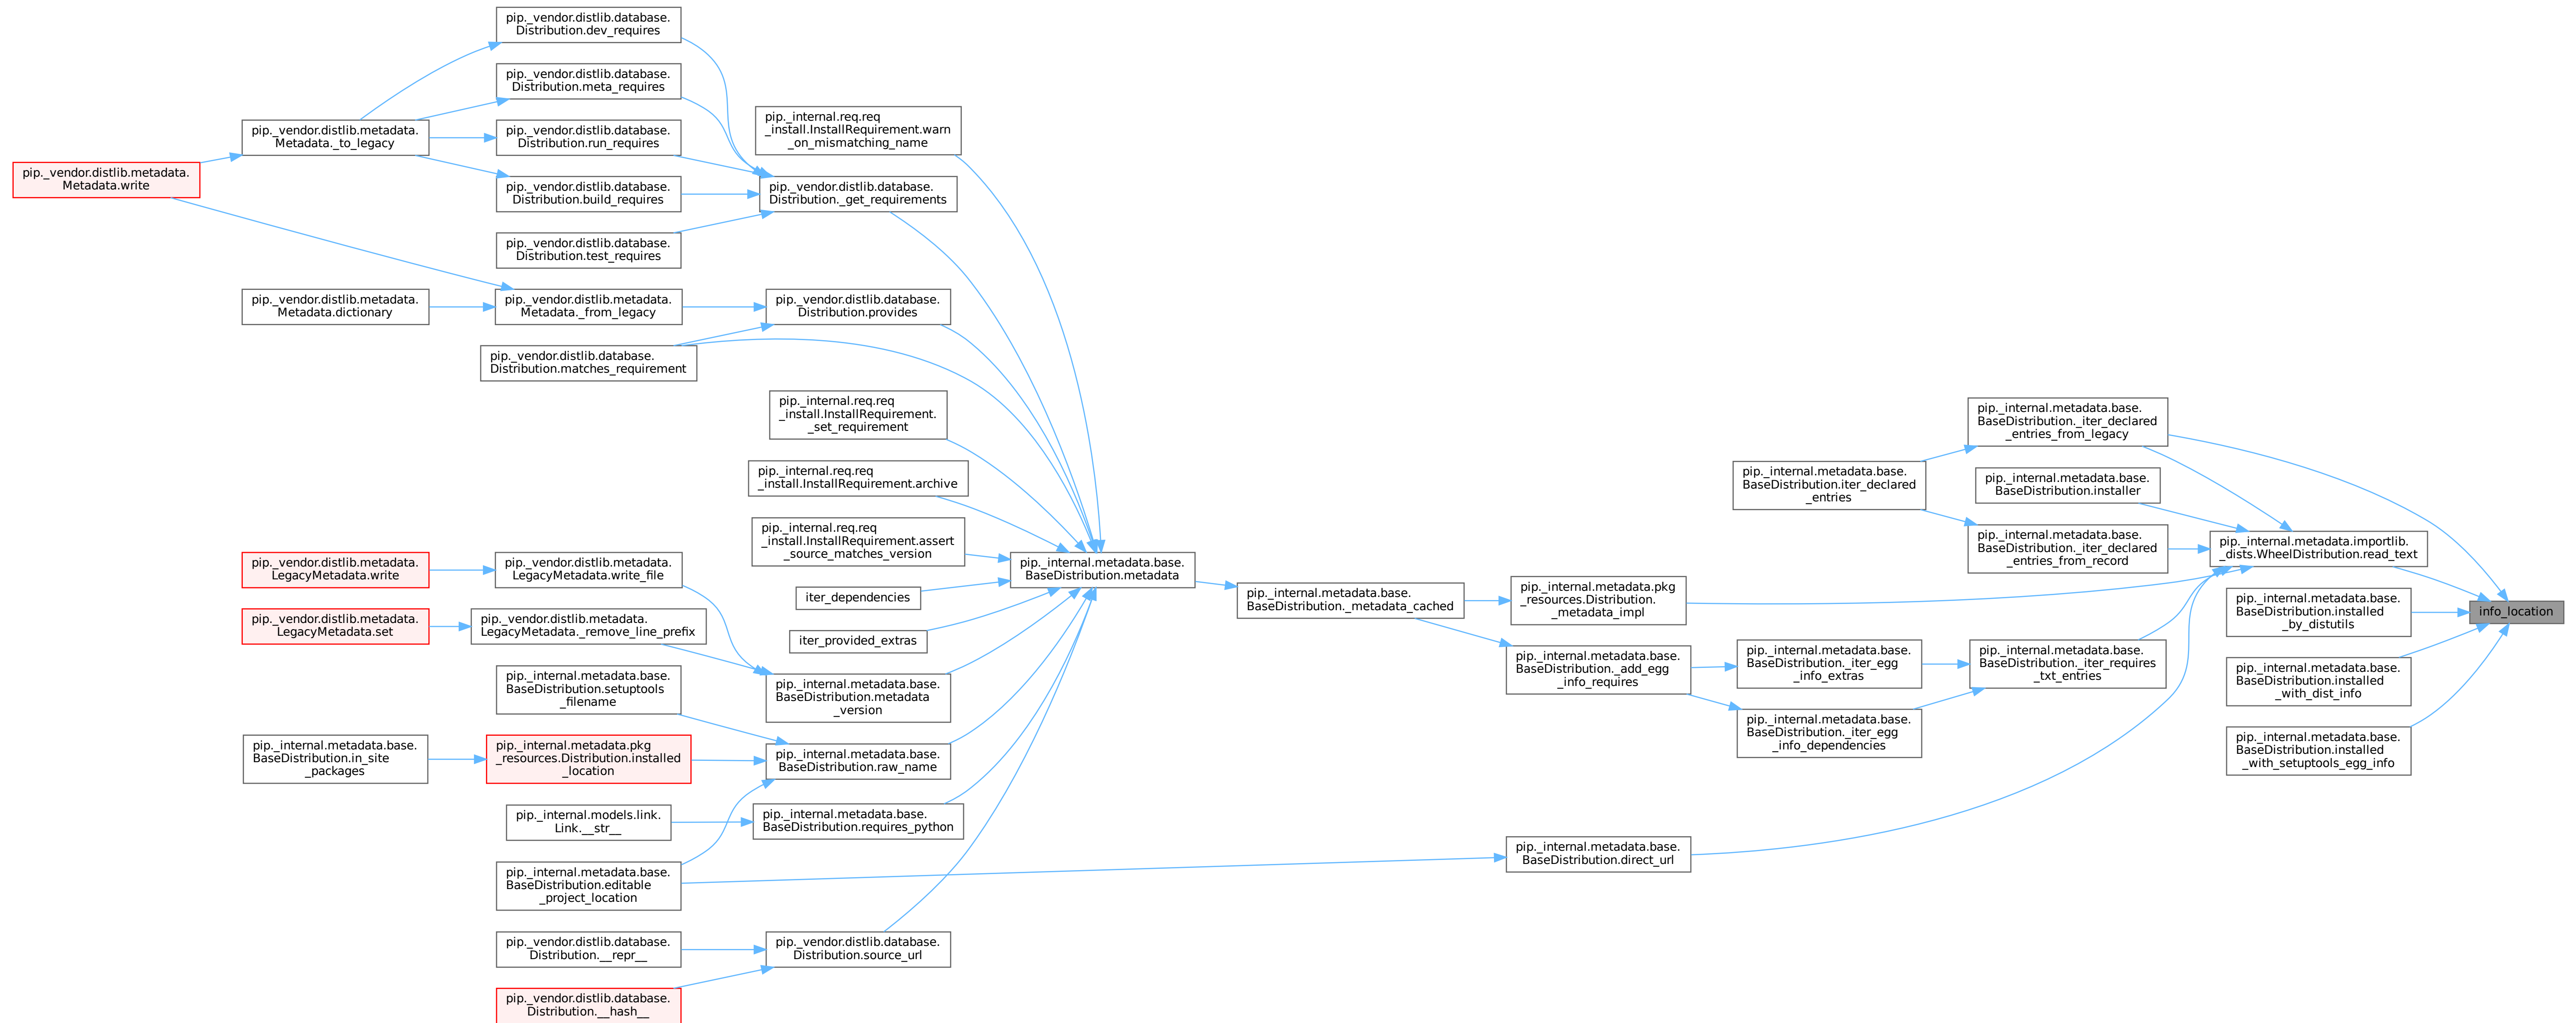 pip._vendor.distlib.database.
Distribution.dev_requires
pip._vendor.distlib.database.
Distribution.meta_requires
pip._internal.req.req
_install.InstallRequirement.warn
_on_mismatching_name
pip._vendor.distlib.metadata.
Metadata._to_legacy
pip._vendor.distlib.database.
Distribution.run_requires
pip._vendor.distlib.metadata.
Metadata.write
pip._vendor.distlib.database.
Distribution.build_requires
pip._vendor.distlib.database.
Distribution._get_requirements
pip._vendor.distlib.database.
Distribution.test_requires
pip._vendor.distlib.metadata.
Metadata.dictionary
pip._vendor.distlib.metadata.
Metadata._from_legacy
pip._vendor.distlib.database.
Distribution.provides
pip._vendor.distlib.database.
Distribution.matches_requirement
pip._internal.req.req
_install.InstallRequirement.
_set_requirement
pip._internal.req.req
_install.InstallRequirement.archive
pip._internal.req.req
_install.InstallRequirement.assert
_source_matches_version
pip._vendor.distlib.metadata.
LegacyMetadata.write
pip._vendor.distlib.metadata.
LegacyMetadata.write_file
iter_dependencies
pip._internal.metadata.base.
BaseDistribution.metadata
pip._vendor.distlib.metadata.
LegacyMetadata.set
pip._vendor.distlib.metadata.
LegacyMetadata._remove_line_prefix
iter_provided_extras
pip._internal.metadata.base.
BaseDistribution.setuptools
_filename
pip._internal.metadata.base.
BaseDistribution.metadata
_version
pip._internal.metadata.base.
BaseDistribution.in_site
_packages
pip._internal.metadata.pkg
_resources.Distribution.installed
_location
pip._internal.metadata.base.
BaseDistribution.raw_name
pip._internal.models.link.
Link.__str__
pip._internal.metadata.base.
BaseDistribution.requires_python
pip._internal.metadata.base.
BaseDistribution.editable
_project_location
pip._vendor.distlib.database.
Distribution.__repr__
pip._vendor.distlib.database.
Distribution.source_url
pip._vendor.distlib.database.
Distribution.__hash__
pip._internal.metadata.base.
BaseDistribution._metadata_cached
pip._internal.metadata.pkg
_resources.Distribution.
_metadata_impl
pip._internal.metadata.base.
BaseDistribution._add_egg
_info_requires
pip._internal.metadata.base.
BaseDistribution.direct_url
pip._internal.metadata.base.
BaseDistribution.iter_declared
_entries
pip._internal.metadata.base.
BaseDistribution._iter_egg
_info_extras
pip._internal.metadata.base.
BaseDistribution._iter_egg
_info_dependencies
pip._internal.metadata.base.
BaseDistribution._iter_declared
_entries_from_legacy
pip._internal.metadata.base.
BaseDistribution.installer
pip._internal.metadata.base.
BaseDistribution._iter_declared
_entries_from_record
pip._internal.metadata.base.
BaseDistribution._iter_requires
_txt_entries
pip._internal.metadata.importlib.
_dists.WheelDistribution.read_text
pip._internal.metadata.base.
BaseDistribution.installed
_by_distutils
pip._internal.metadata.base.
BaseDistribution.installed
_with_dist_info
pip._internal.metadata.base.
BaseDistribution.installed
_with_setuptools_egg_info
info_location